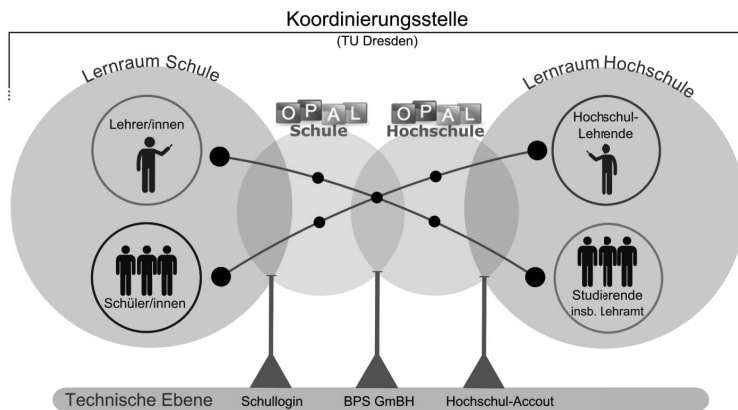 Koordinierungsstelle
(TU Dresden)
Lernraum Schule
Lernraum Hochschule
OPAL
Schule
OPAL
Hochschule
Lehrer/innen
Hochschul-
Lehrende
Schüler/innen
Studierende
insb. Lehramt
Technische Ebene
Schullogin
BPS GmBH
Hochschul-Accout